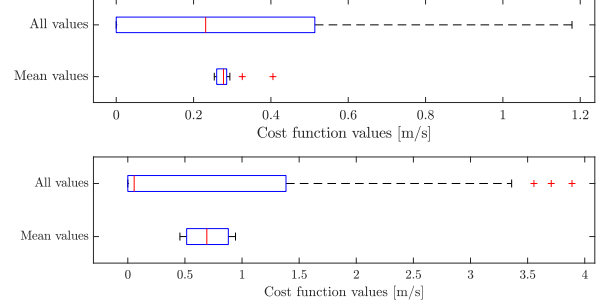 All values
Mean values
0 0.2 0.4 0.6 0.8 1 1.2
Cost function values [m/s]
All values
Mean values
0 0.5 1 1.5 2 2.5 3 3.5 4
Cost function values [m/s]